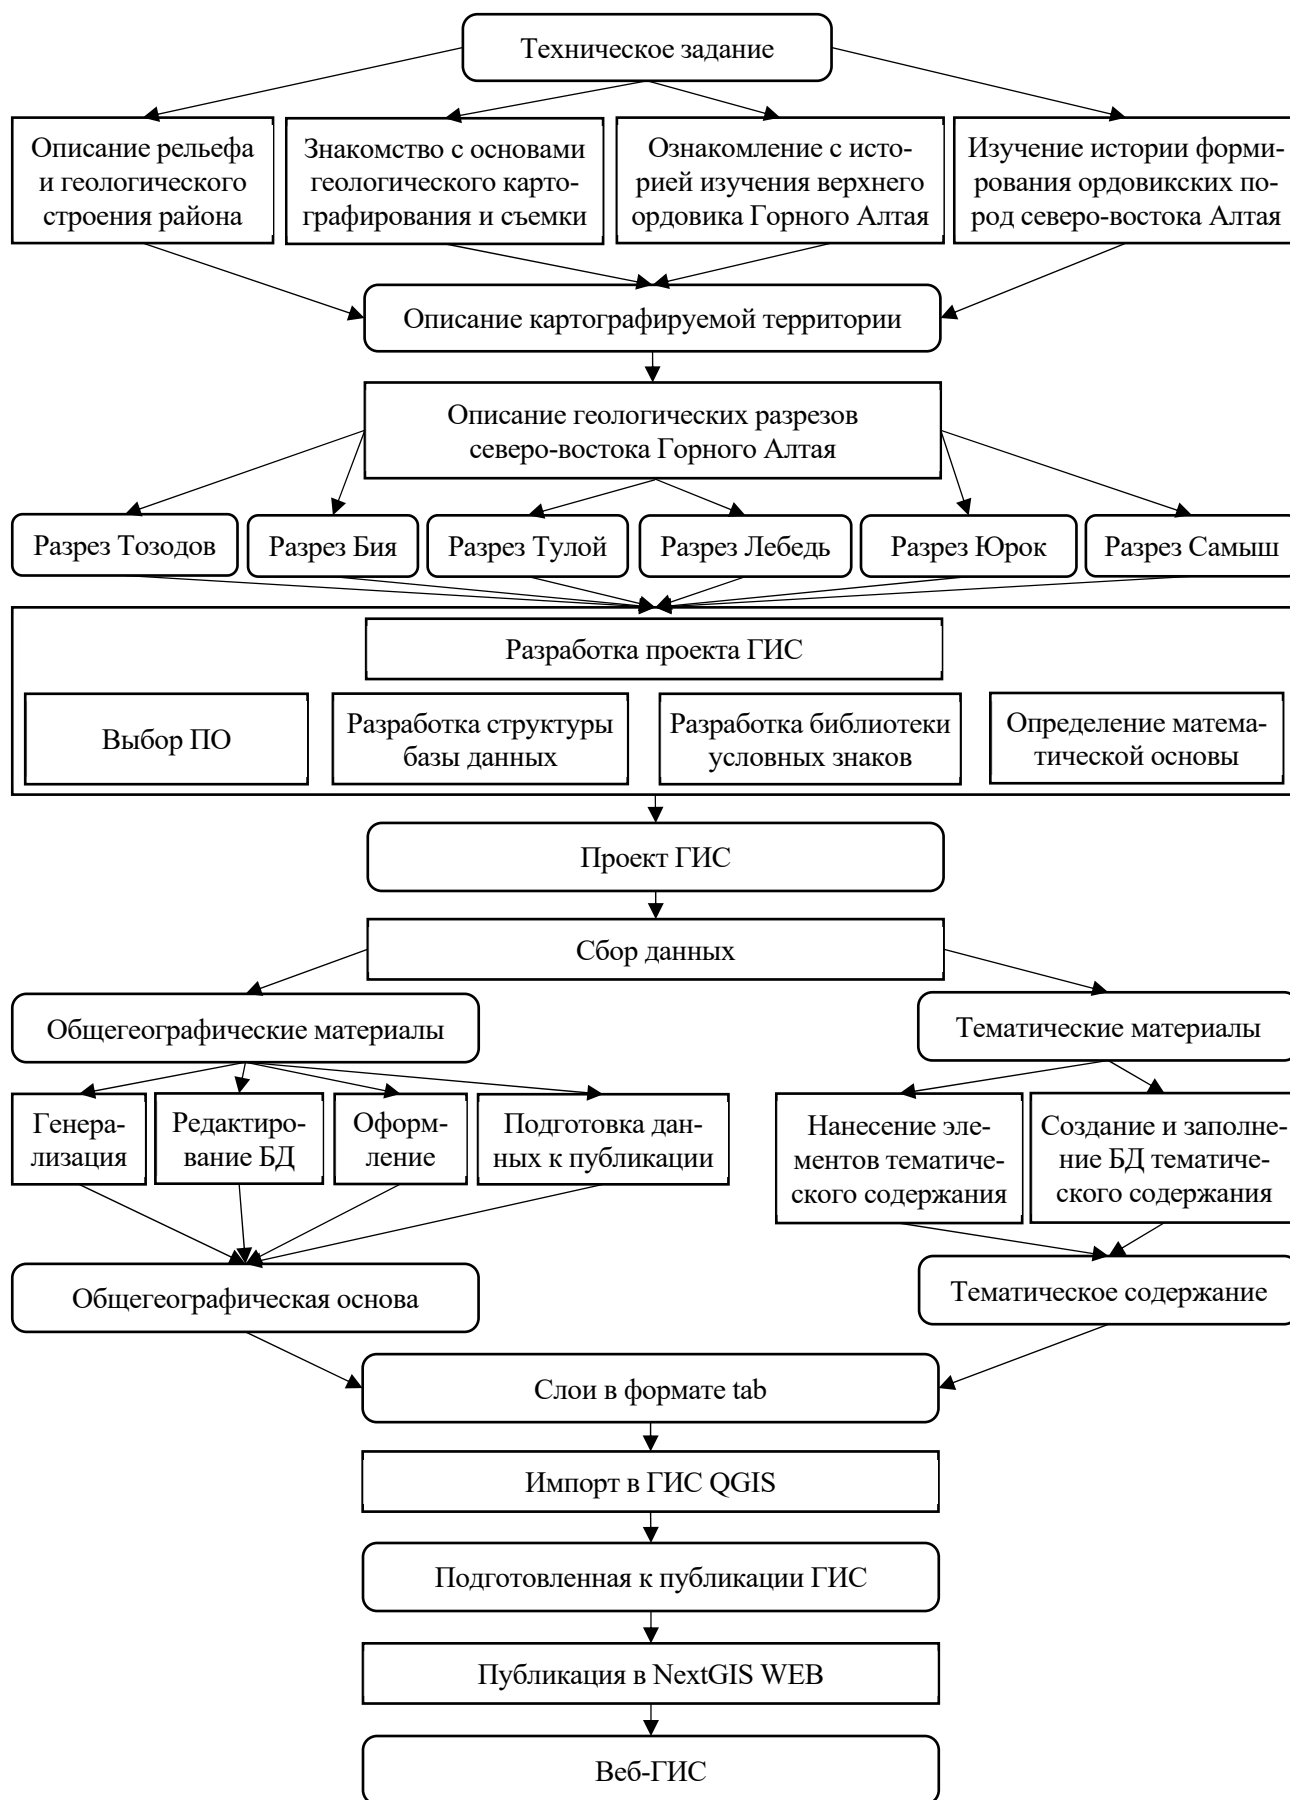 Техническое задание
Описание рельефа
и геологического
строения района
Знакомство с основами
геологического карто-
графирования и съемки
Ознакомление с исто-
рией изучения верхнего
ордовика Горного Алтая
Изучение истории форми-
рования ордовикских по-
род северо-востока Алтая
Описание картографируемой территории
Описание геологических разрезов
северо-востока Горного Алтая
Разрез Тозодов
Разрез Бия
Разрез Тулой
Разрез Лебедь
Разрез Юрок
Разрез Самыш
Разработка проекта ГИС
Выбор ПО
Разработка структуры
базы данных
Разработка библиотеки
условных знаков
Определение матема-
тической основы
Проект ГИС
Сбор данных
Общегеографические материалы
Тематические материалы
Генера-
лизация
Редактиро-
вание БД
Оформ-
ление
Подготовка дан-
ных к публикации
Нанесение эле-
ментов тематиче-
ского содержания
Создание и заполне-
ние БД тематиче-
ского содержания
Общегеографическая основа
Тематическое содержание
Слои в формате tab
Импорт в ГИС QGIS
Подготовленная к публикации ГИС
Публикация в NextGIS WEB
Веб-ГИС